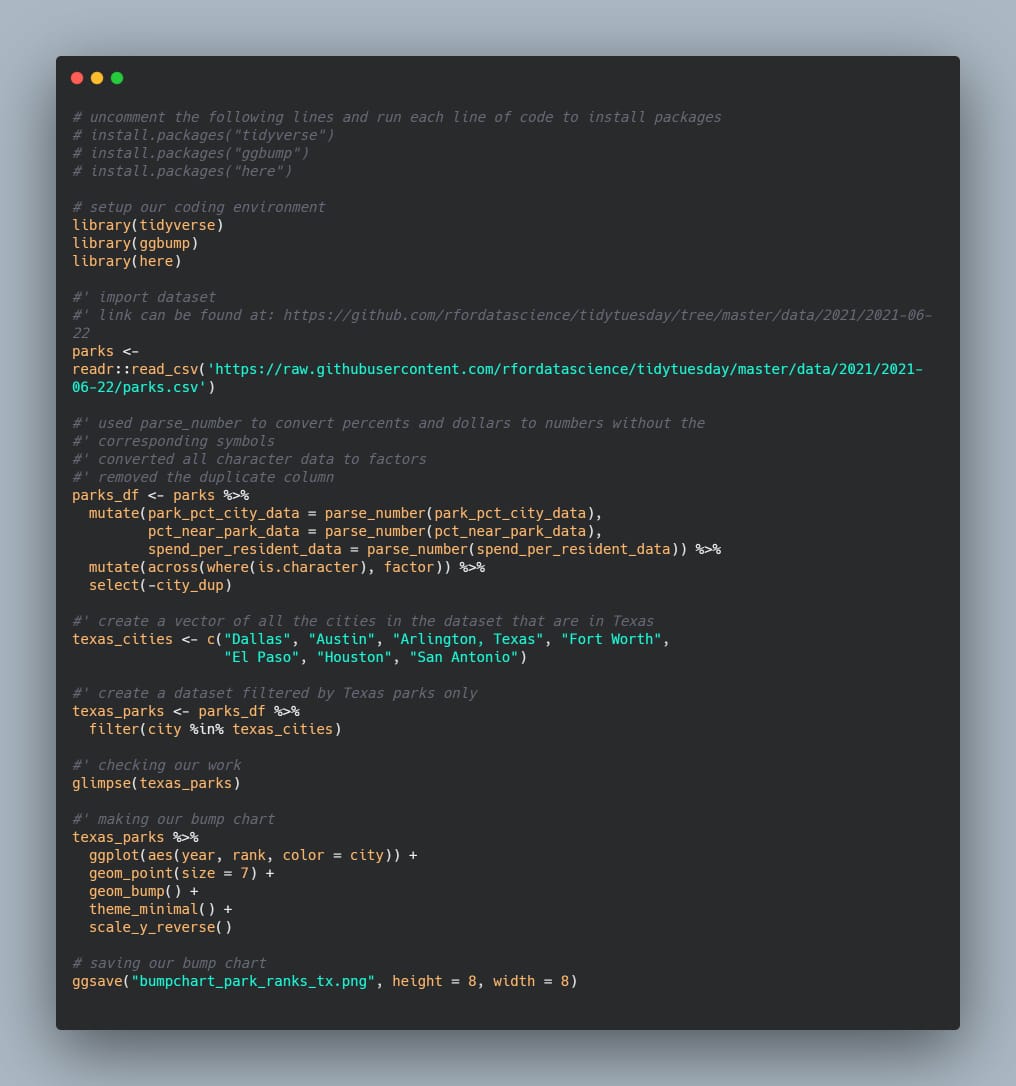 # uncomment the following lines and run each line of code to install packages
# install.packages("tidyverse")
# install.packages("ggbump")
# install.packages("here")

# setup our coding environment
library(tidyverse)
library(ggbump)
library(here)

#' import dataset
#' link can be found at: https://github.com/rfordatascience/tidytuesday/tree/master/data/2021/2021-06-
22
parks <-
readr::read_csv('https://raw.githubusercontent.com/rfordatascience/tidytuesday/master/data/2021/2021-
06-22/parks.csv')

#' used parse_number to convert percents and dollars to numbers without the
#' corresponding symbols
#' converted all character data to factors
#' removed the duplicate column
parks_df <- parks %>%
  mutate(park_pct_city_data = parse_number(park_pct_city_data),
         pct_near_park_data = parse_number(pct_near_park_data),
         spend_per_resident_data = parse_number(spend_per_resident_data)) %>%
  mutate(across(where(is.character), factor)) %>%
  select(-city_dup)

#' create a vector of all the cities in the dataset that are in Texas
texas_cities <- c("Dallas", "Austin", "Arlington, Texas", "Fort Worth",
                  "El Paso", "Houston", "San Antonio")

#' create a dataset filtered by Texas parks only
texas_parks <- parks_df %>%
  filter(city %in% texas_cities)

#' checking our work
glimpse(texas_parks)

#' making our bump chart
texas_parks %>%
  ggplot(aes(year, rank, color = city)) +
  geom_point(size = 7) +
  geom_bump() +
  theme_minimal() +
  scale_y_reverse()

# saving our bump chart
ggsave("bumpchart_park_ranks_tx.png", height = 8, width = 8)